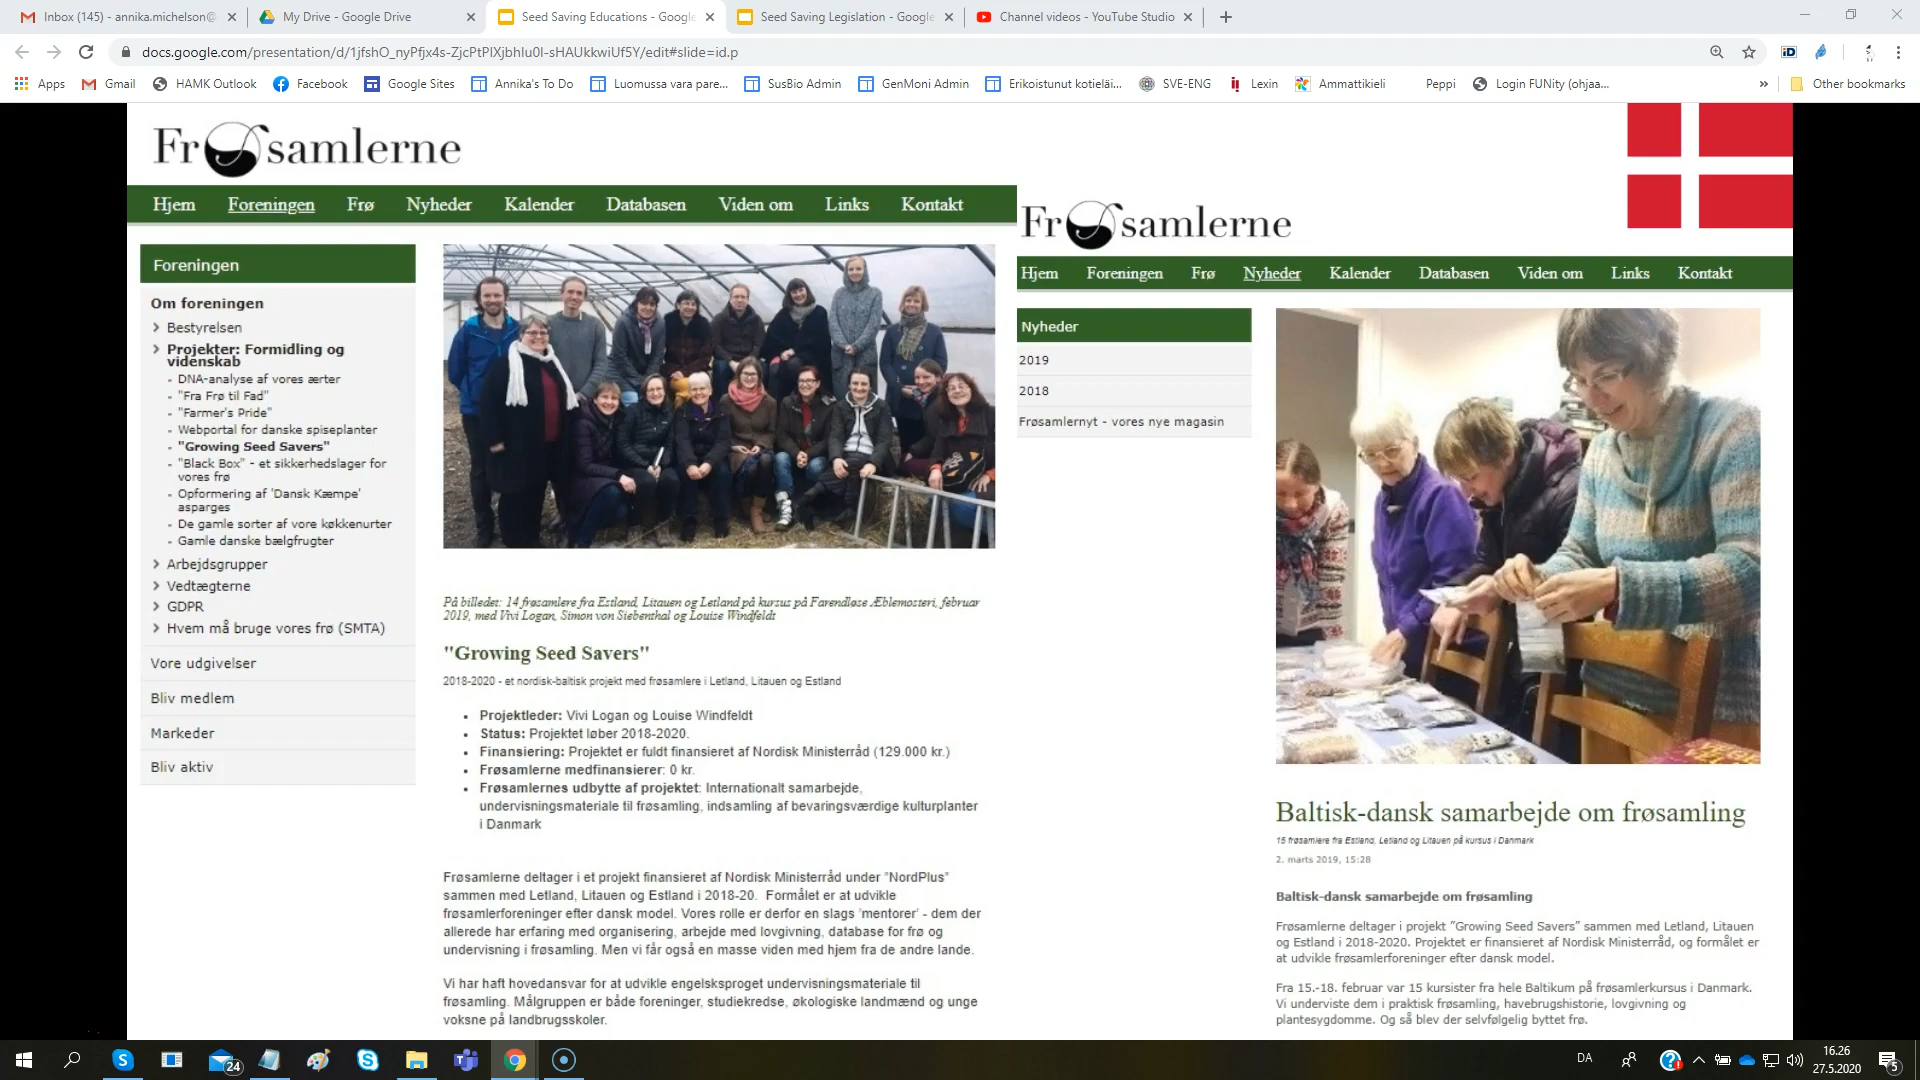 Inbox (145) - annika.michelson@
My Drive - Google Drive
Seed Saving Educations - Google
Seed Saving Legislation - Google
Channel videos - YouTube Studio
docs.google.com/presentation/d/1jfshO_nyPfjx4s-ZjcPtPlXjbhIu0I-sHAUkkwiUf5Y/edit#slide=id.p
Apps
Gmail
HAMK Outlook
Facebook
Google Sites
Annika's To Do
Luomussa vara pare...
SusBio Admin
GenMoni Admin
Erikoistunut kotieläi...
SVE-ENG
Lexin
Ammattikieli
Peppi
Login FUNity (ohjaa...
»
Other bookmarks
Frøsamlerne
Hjem Foreningen Frø Nyheder Kalender Databasen Viden om Links Kontakt
Foreningen
Om foreningen
Bestyrelsen
Projekter: Formidling og
videnskab
- DNA-analyse af vores ærter
- "Fra Frø til Fad"
- "Farmer's Pride"
- Webportal for danske spiseplanter
- "Growing Seed Savers"
- "Black Box" - et sikkerhedslager for
vores frø
- Opformering af 'Dansk Kæmpe'
asparges
- De gamle sorter af vore køkkenurter
- Gamle danske bælgfrugter
Arbejdsgrupper
Vedtægterne
GDPR
Hvem må bruge vores frø (SMTA)
Vore udgivelser
Bliv medlem
Markeder
Bliv aktiv
På billedet: 14 frøsamlere fra Estland, Litauen og Letland på kursus på Farendløse Æblemosteri, februar
2019, med Vivi Logan, Simon von Siebenthal og Louise Windfeldt
"Growing Seed Savers"
2018-2020 - et nordisk-baltisk projekt med frøsamlere i Letland, Litauen og Estland
• Projektleder: Vivi Logan og Louise Windfeldt
• Status: Projektet løber 2018-2020.
• Finansiering: Projektet er fuldt finansieret af Nordisk Ministerråd (129.000 kr.)
• Frøsamlerne medfinansierer: 0 kr.
• Frøsamlernes udbytte af projektet: Internationalt samarbejde,
undervisningsmateriale til frøsamling, indsamling af bevaringsværdige kulturplanter
i Danmark
Frøsamlerne deltager i et projekt finansieret af Nordisk Ministerråd under "NordPlus"
sammen med Letland, Litauen og Estland i 2018-20. Formålet er at udvikle
frøsamlerforeninger efter dansk model. Vores rolle er derfor en slags 'mentorer' - dem der
allerede har erfaring med organisering, arbejde med lovgivning, database for frø og
undervisning i frøsamling. Men vi får også en masse viden med hjem fra de andre lande.
Vi har haft hovedansvar for at udvikle engelsksproget undervisningsmateriale til
frøsamling. Målgruppen er både foreninger, studiekredse, økologiske landmænd og unge
voksne på landbrugsskoler.
Frøsamlerne
Hjem Foreningen Frø Nyheder Kalender Databasen Viden om Links Kontakt
Nyheder
2019
2018
Frøsamlernyt - vores nye magasin
Baltisk-dansk samarbejde om frøsamling
15 frøsamlere fra Estland, Letland og Litauen på kursus i Danmark
2. marts 2019, 15:28
Baltisk-dansk samarbejde om frøsamling
Frøsamlerne deltager i projekt "Growing Seed Savers" sammen med Letland, Litauen
og Estland i 2018-2020. Projektet er finansieret af Nordisk Ministerråd, og formålet er
at udvikle frøsamlerforeninger efter dansk model.
Fra 15.-18. februar var 15 kursister fra hele Baltikum på frøsamlerkursus i Danmark.
Vi underviste dem i praktisk frøsamling, havebrugshistorie, lovgivning og
plantesygdomme. Og så blev der selvfølgelig byttet frø.
24
DA
16.26
27.5.2020
5